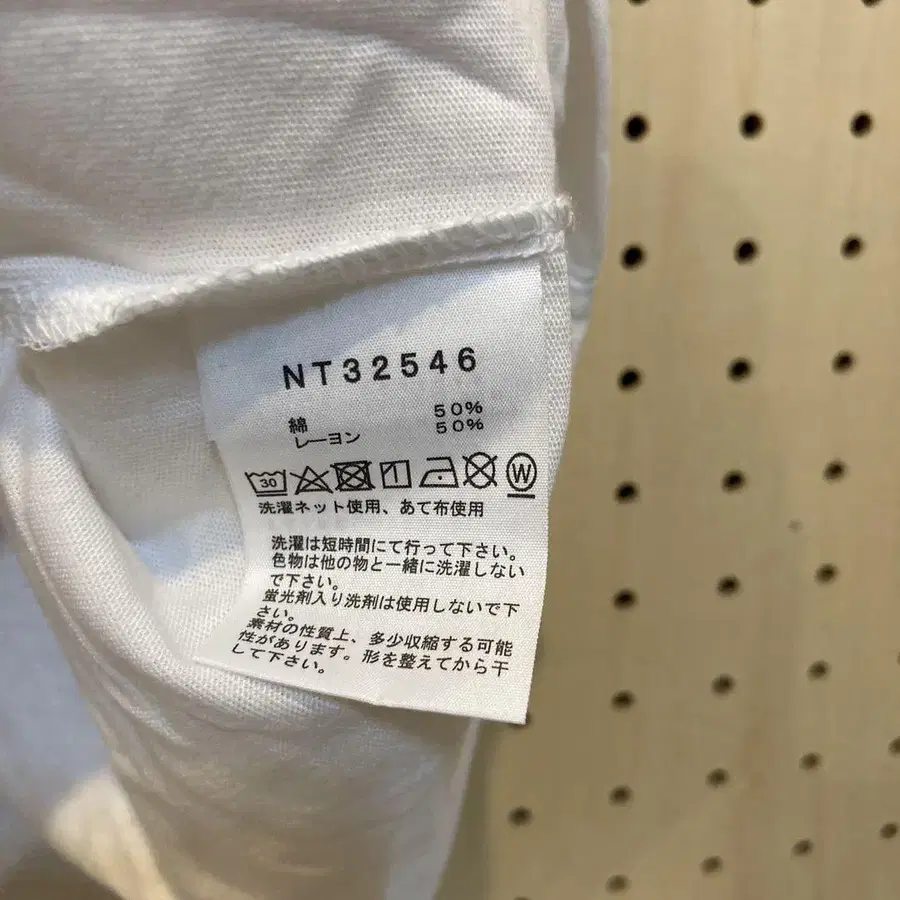 NT32546
綿 50%
レーヨン 50%
30 W
洗濯ネット使用、あて布使用
洗濯は短時間にて行って下さい。
色物は他の物と一緒に洗濯しない
で下さい。
蛍光剤入り洗剤は使用しないで下
さい。
素材の性質上、多少収縮する可能
性があります。形を整えてから干
して下さい。